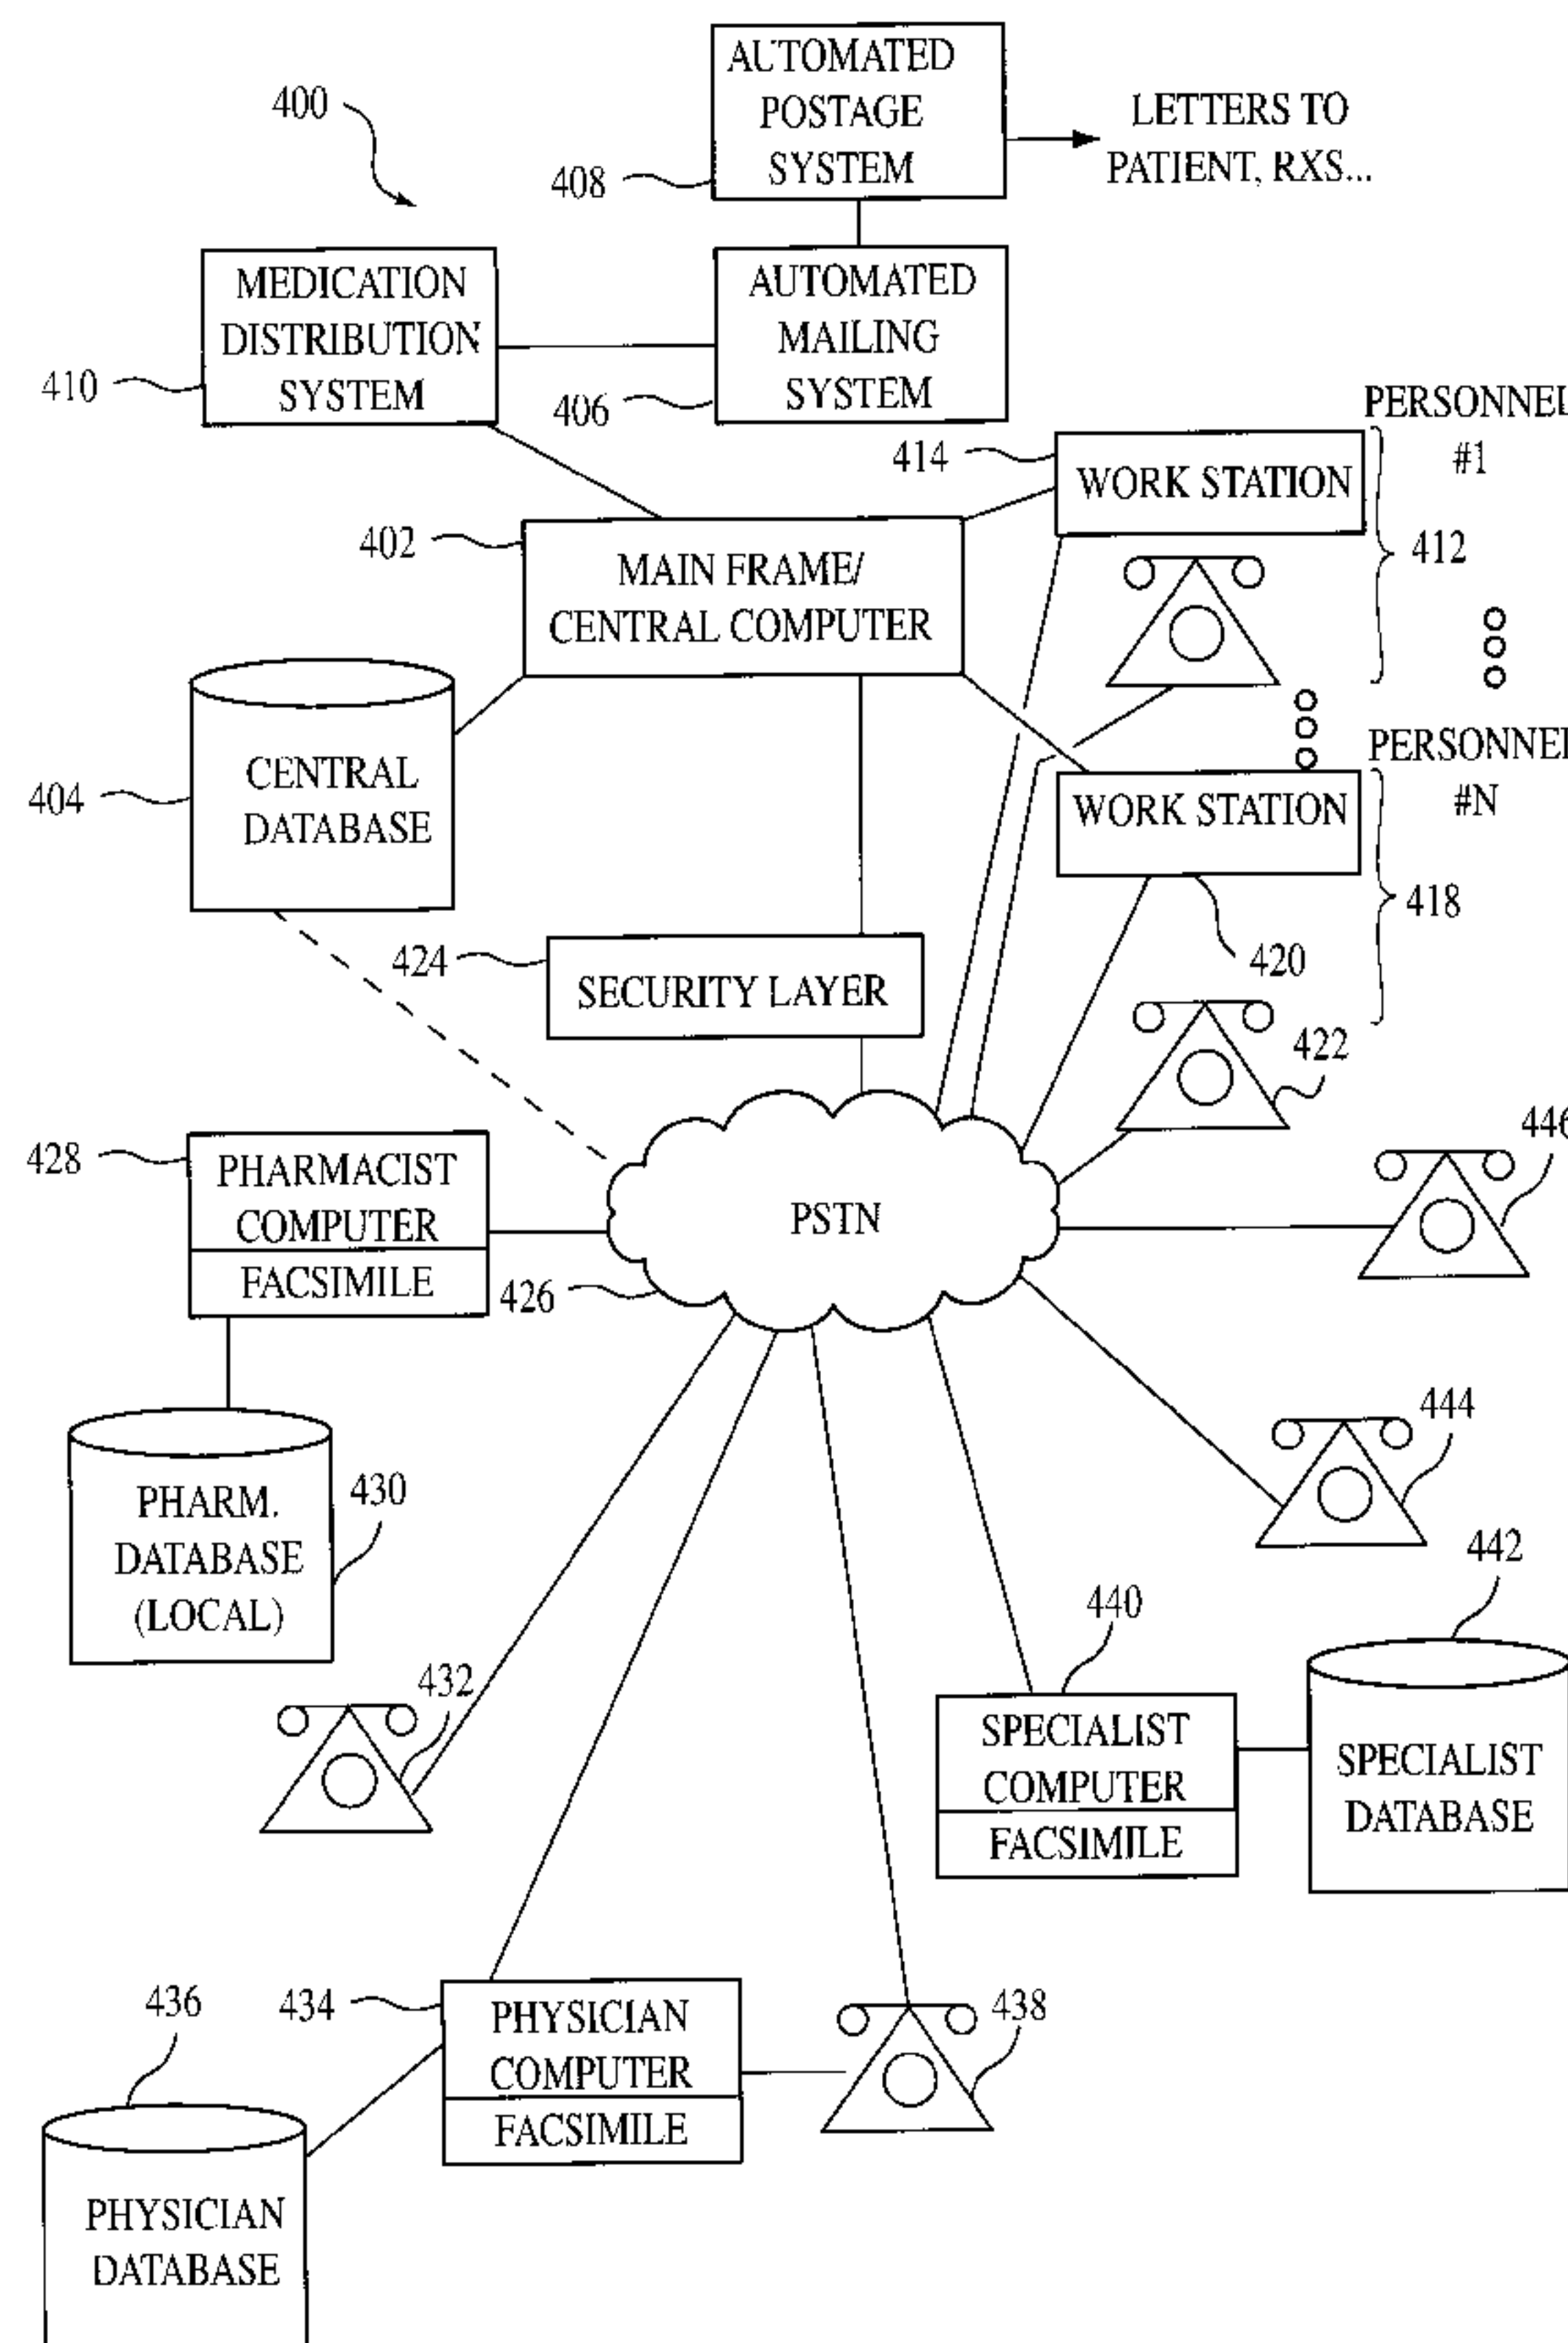 AUTOMATED
POSTAGE
SYSTEM
400
408
LETTERS TO
PATIENT, RXS...
MEDICATION
DISTRIBUTION
SYSTEM
410
AUTOMATED
MAILING
SYSTEM
406
PERSONNEL
#1
414
WORK STATION
412
402
MAIN FRAME/
CENTRAL COMPUTER
PERSONNEL
#N
CENTRAL
DATABASE
404
WORK STATION
418
420
424
SECURITY LAYER
422
446
428
PHARMACIST
COMPUTER
FACSIMILE
PSTN
426
444
PHARM.
DATABASE
(LOCAL)
430
442
440
432
SPECIALIST
COMPUTER
FACSIMILE
SPECIALIST
DATABASE
436
434
PHYSICIAN
COMPUTER
FACSIMILE
438
PHYSICIAN
DATABASE